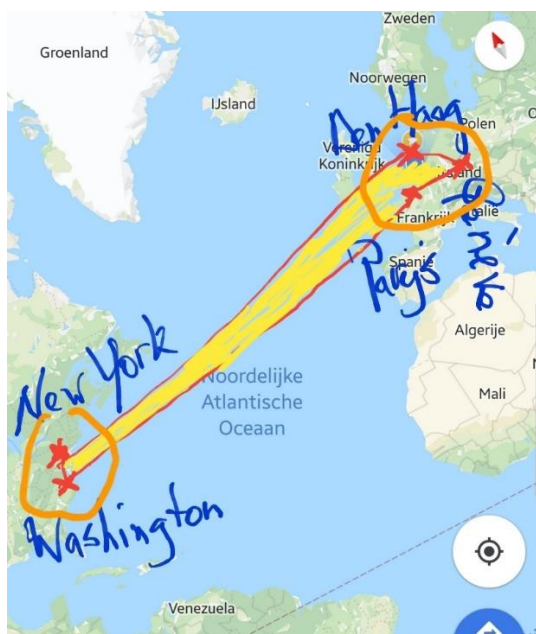 Zweden
Groenland
Noorwegen
IJsland
Den Haag
Polen
Verenigd
Koninkrijk
Frankrijk
Italië
Parijs
Spanje
Algerije
New York
Noordelijke
Atlantische
Oceaan
Mali
Washington
Venezuela